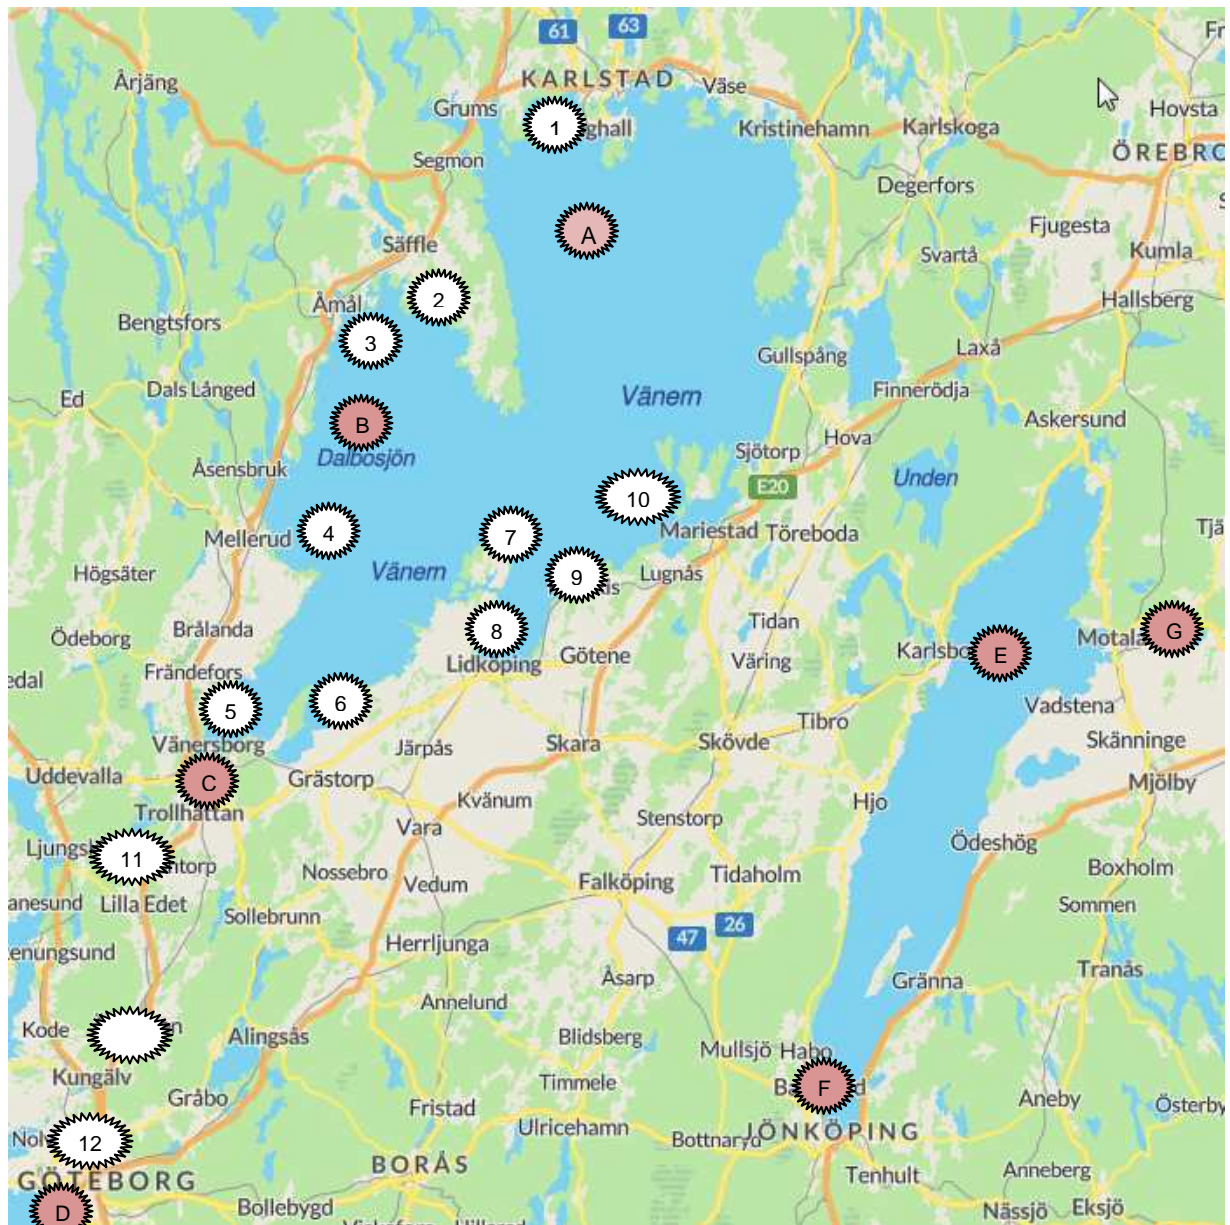 61
63
KARLSTAD
Årjäng
Väse
Grums
1
ghall
Kristinehamn
Karlskoga
Hovsta
ÖREBRO
Segmon
Degerfors
Fjugesta
A
Säffle
Svartå
Kumla
2
Åmål
Hallsberg
Bengtsfors
3
Gullspång
Laxå
Dals Långed
Ed
Vänern
Finnerödja
B
Askersund
Dalbosjön
Hova
Sjötorp
Åsensbruk
Unden
E20
10
4
7
Mellerud
Mariestad
Töreboda
Högsäter
Vänern
9
Lugnås
Tidan
Brålanda
8
Ödeborg
G
Motala
Karlsbo
E
Lidköping
Götene
Väring
Frändefors
edal
6
5
Vadstena
Tibro
Vänersborg
Järpås
Skara
Skövde
Skänninge
Uddevalla
C
Grästorp
Mjölby
Kvänum
Hjo
Trollhättan
Stenstorp
Vara
Ödeshög
Ljungs
11
ntorp
Nossebro
Vedum
Falköping
Tidaholm
Boxholm
anesund
Lilla Edet
Sollebrunn
Sommen
47
26
Herrljunga
enungsund
Åsarp
Gränna
Tranås
Annelund
Kode
n
Alingsås
Blidsberg
Mullsjö
Habo
Kungälv
Timmele
F
Gråbo
Fristad
Aneby
Österby
Ulricehamn
Nol
12
Bottnaryd
JÖNKÖPING
BORÅS
GÖTEBORG
Tenhult
Anneberg
D
Bollebygd
Nässjö
Eksjö